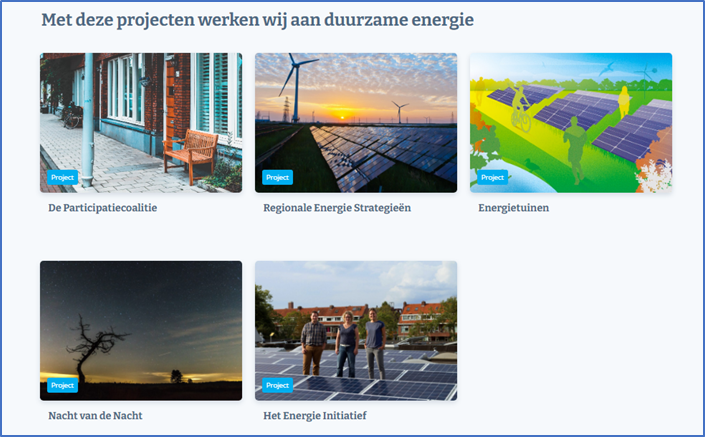 Met deze projecten werken wij aan duurzame energie
Project
Project
Project
De Participatiecoalitie
Regionale Energie Strategieën
Energietuinen
Project
Project
Nacht van de Nacht
Het Energie Initiatief